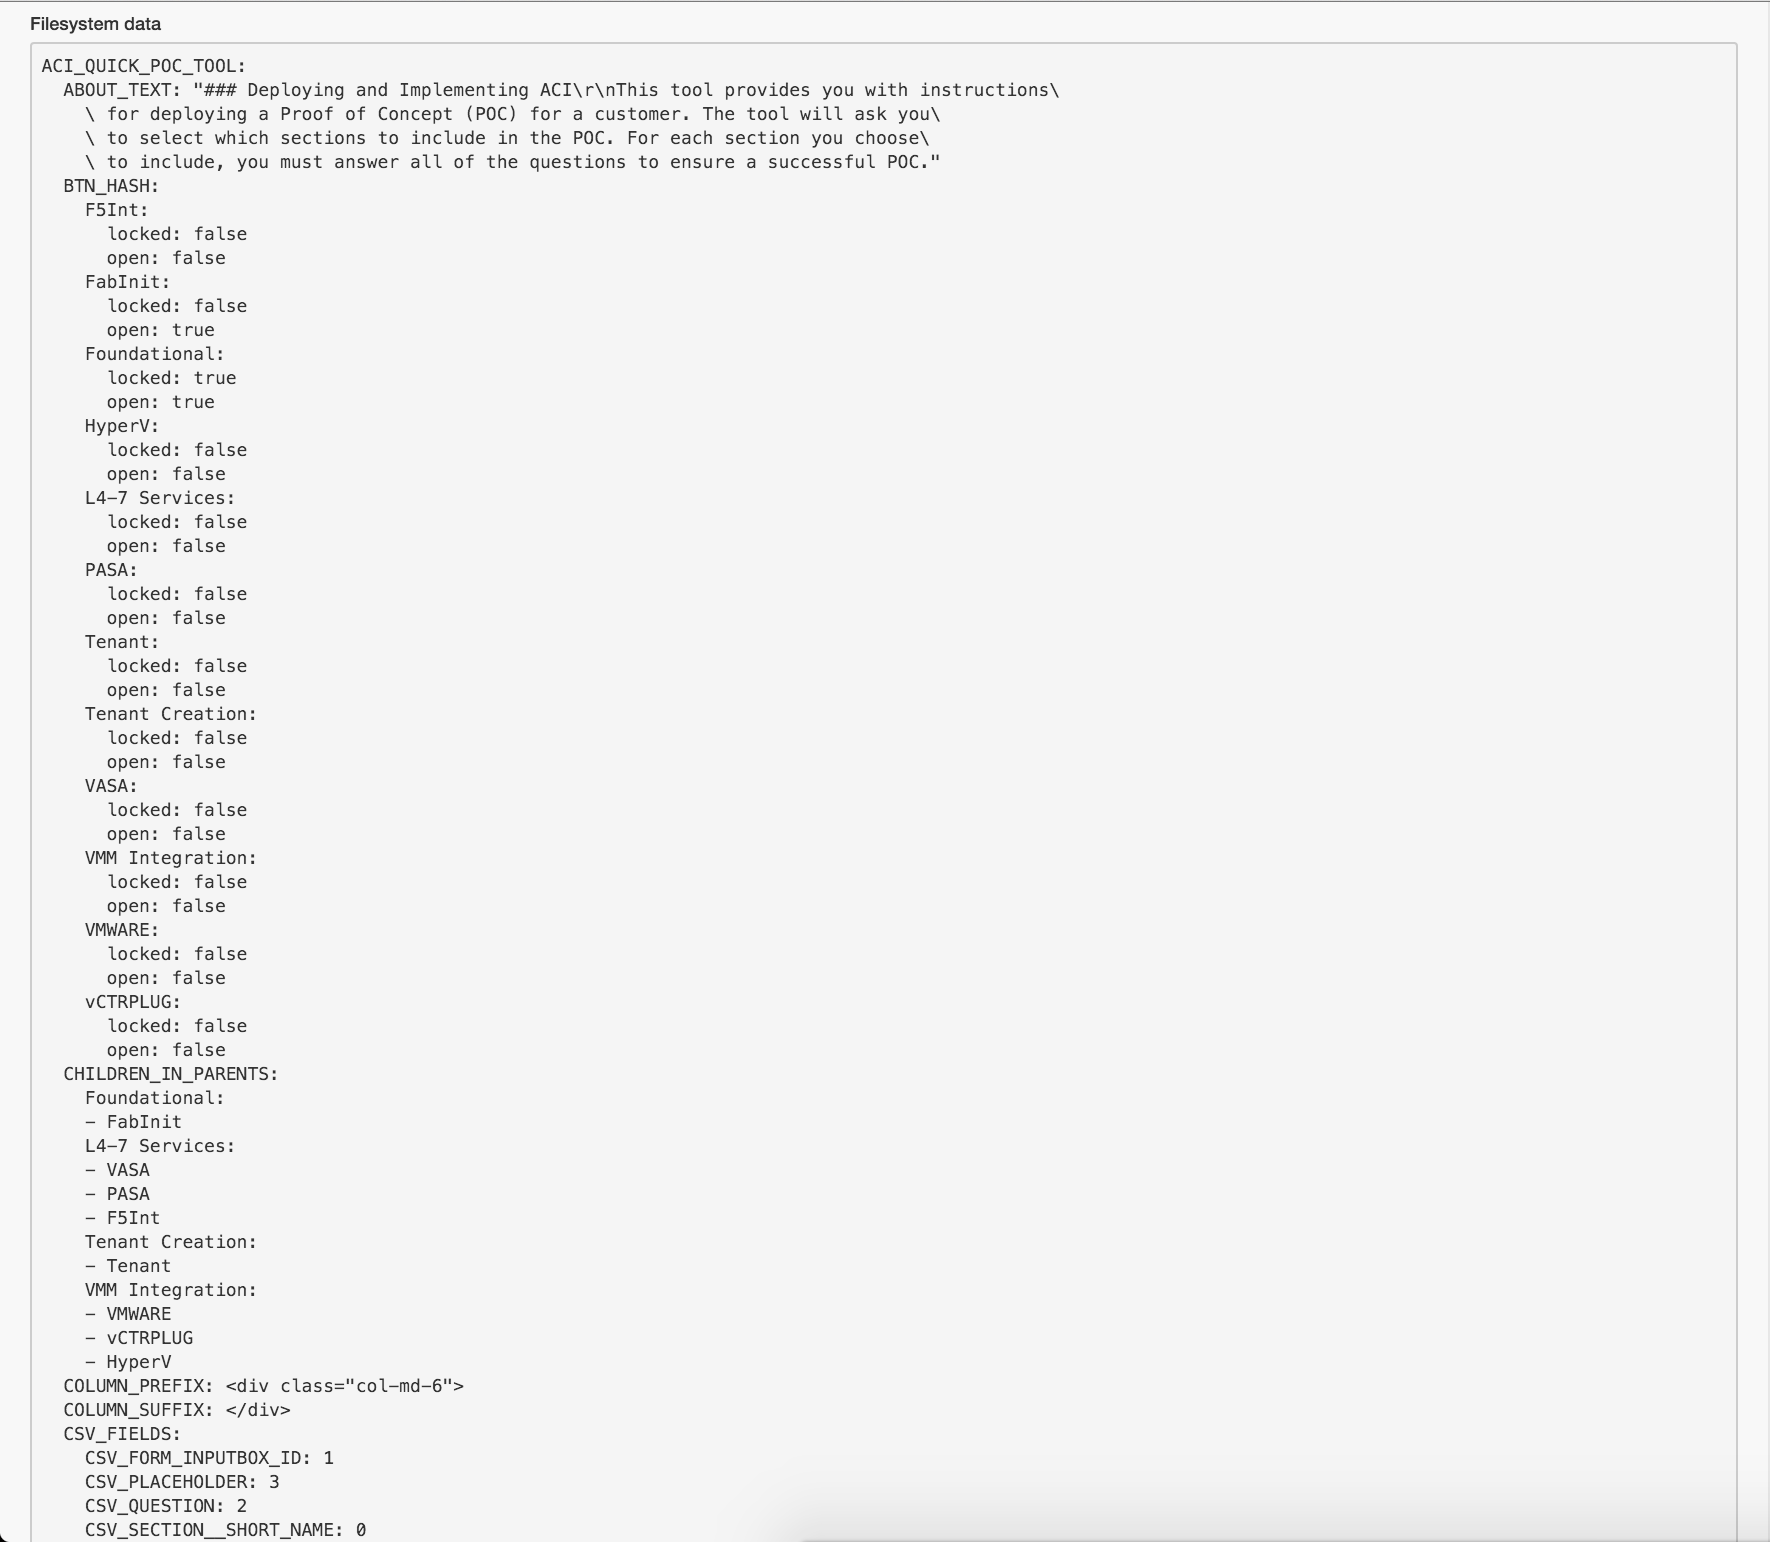 Filesystem data
ACI_QUICK_POC_TOOL:
  ABOUT_TEXT: "### Deploying and Implementing ACI\r\nThis tool provides you with instructions\
    \ for deploying a Proof of Concept (POC) for a customer. The tool will ask you\
    \ to select which sections to include in the POC. For each section you choose\
    \ to include, you must answer all of the questions to ensure a successful POC."
  BTN_HASH:
    F5Int:
      locked: false
      open: false
    FabInit:
      locked: false
      open: true
    Foundational:
      locked: true
      open: true
    HyperV:
      locked: false
      open: false
    L4-7 Services:
      locked: false
      open: false
    PASA:
      locked: false
      open: false
    Tenant:
      locked: false
      open: false
    Tenant Creation:
      locked: false
      open: false
    VASA:
      locked: false
      open: false
    VMM Integration:
      locked: false
      open: false
    VMWARE:
      locked: false
      open: false
    vCTRPLUG:
      locked: false
      open: false
  CHILDREN_IN_PARENTS:
    Foundational:
    - FabInit
    L4-7 Services:
    - VASA
    - PASA
    - F5Int
    Tenant Creation:
    - Tenant
    VMM Integration:
    - VMWARE
    - vCTRPLUG
    - HyperV
  COLUMN_PREFIX: <div class="col-md-6">
  COLUMN_SUFFIX: </div>
  CSV_FIELDS:
    CSV_FORM_INPUTBOX_ID: 1
    CSV_PLACEHOLDER: 3
    CSV_QUESTION: 2
    CSV_SECTION__SHORT_NAME: 0